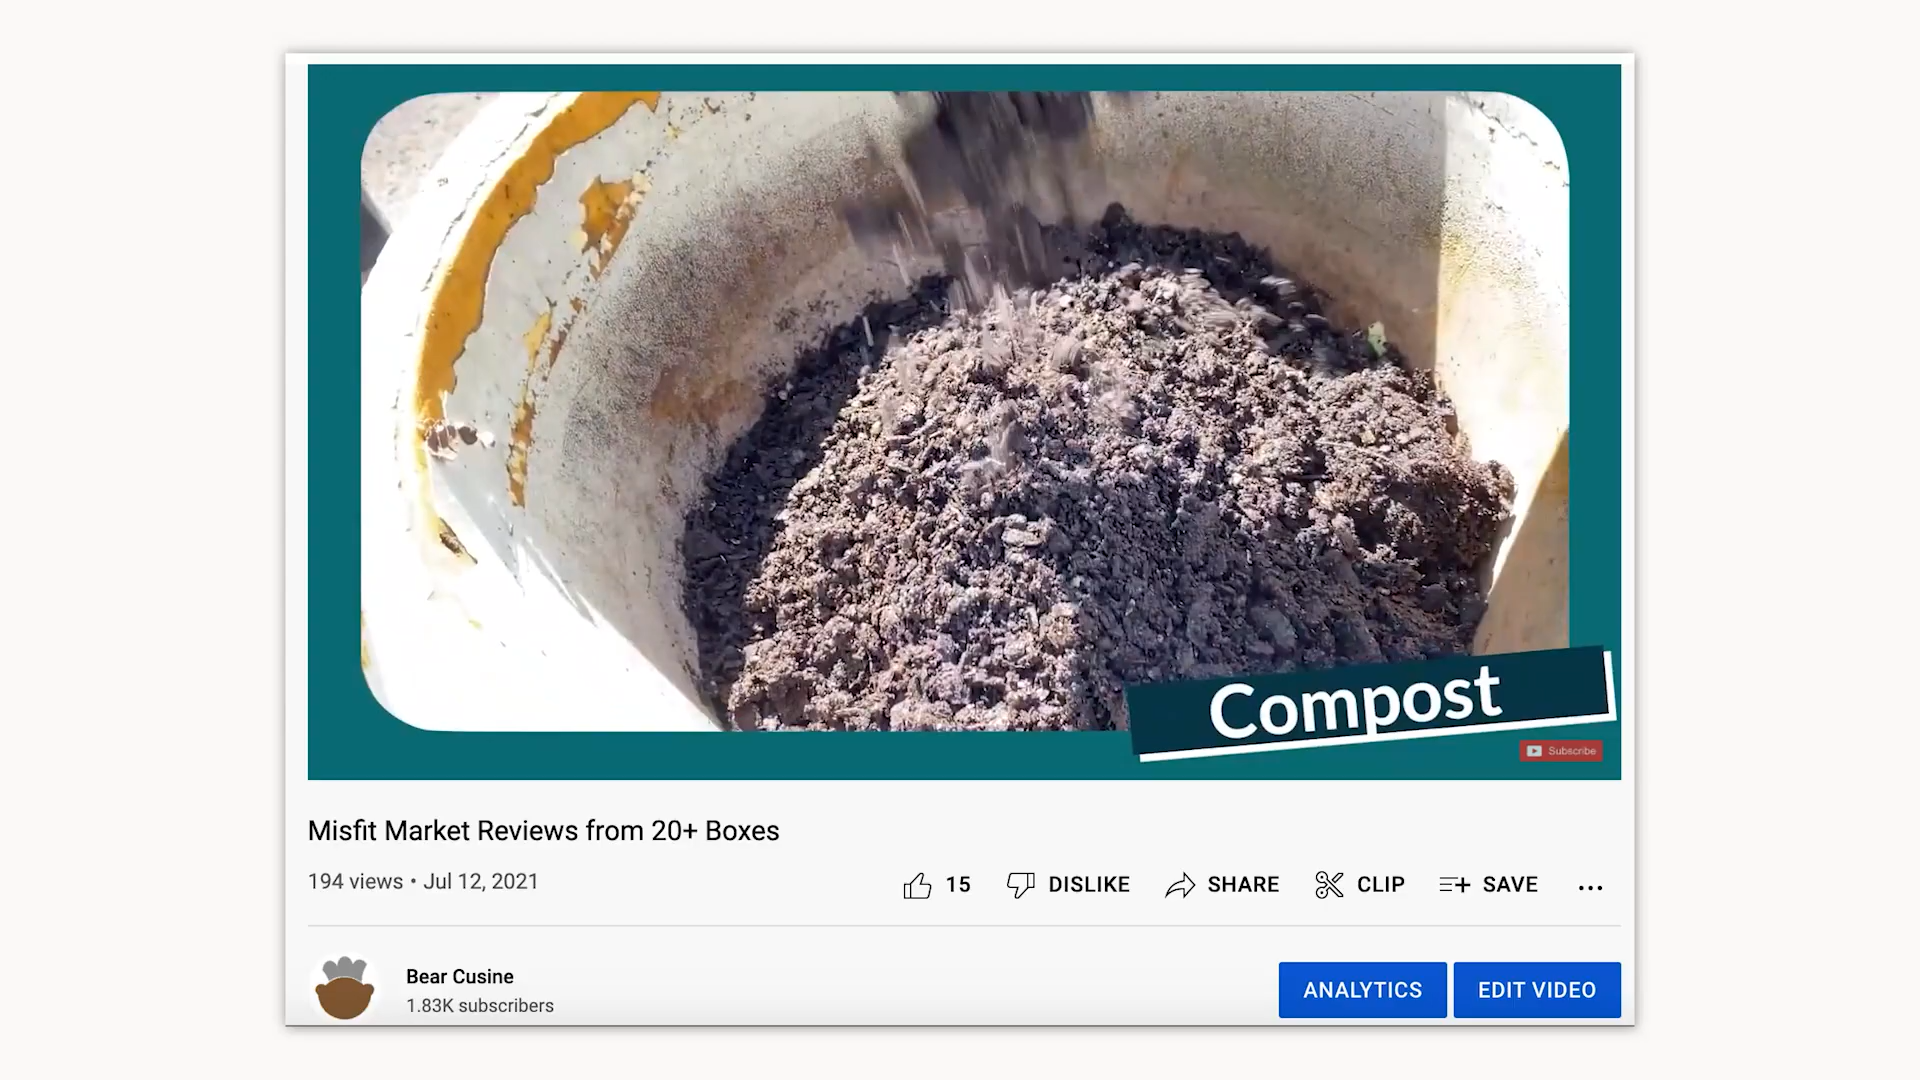 Compost
Subscribe
Misfit Market Reviews from 20+ Boxes
194 views • Jul 12, 2021
15 DISLIKE SHARE CLIP SAVE ...
Bear Cusine
1.83K subscribers
ANALYTICS EDIT VIDEO